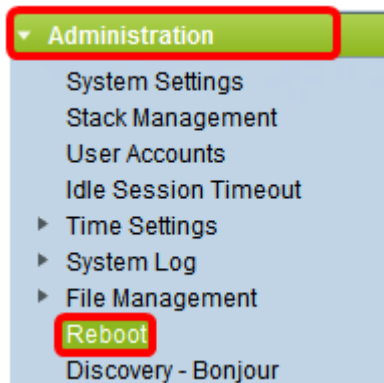 Administration
System Settings
Stack Management
User Accounts
Idle Session Timeout
Time Settings
System Log
File Management
Reboot
Discovery - Bonjour